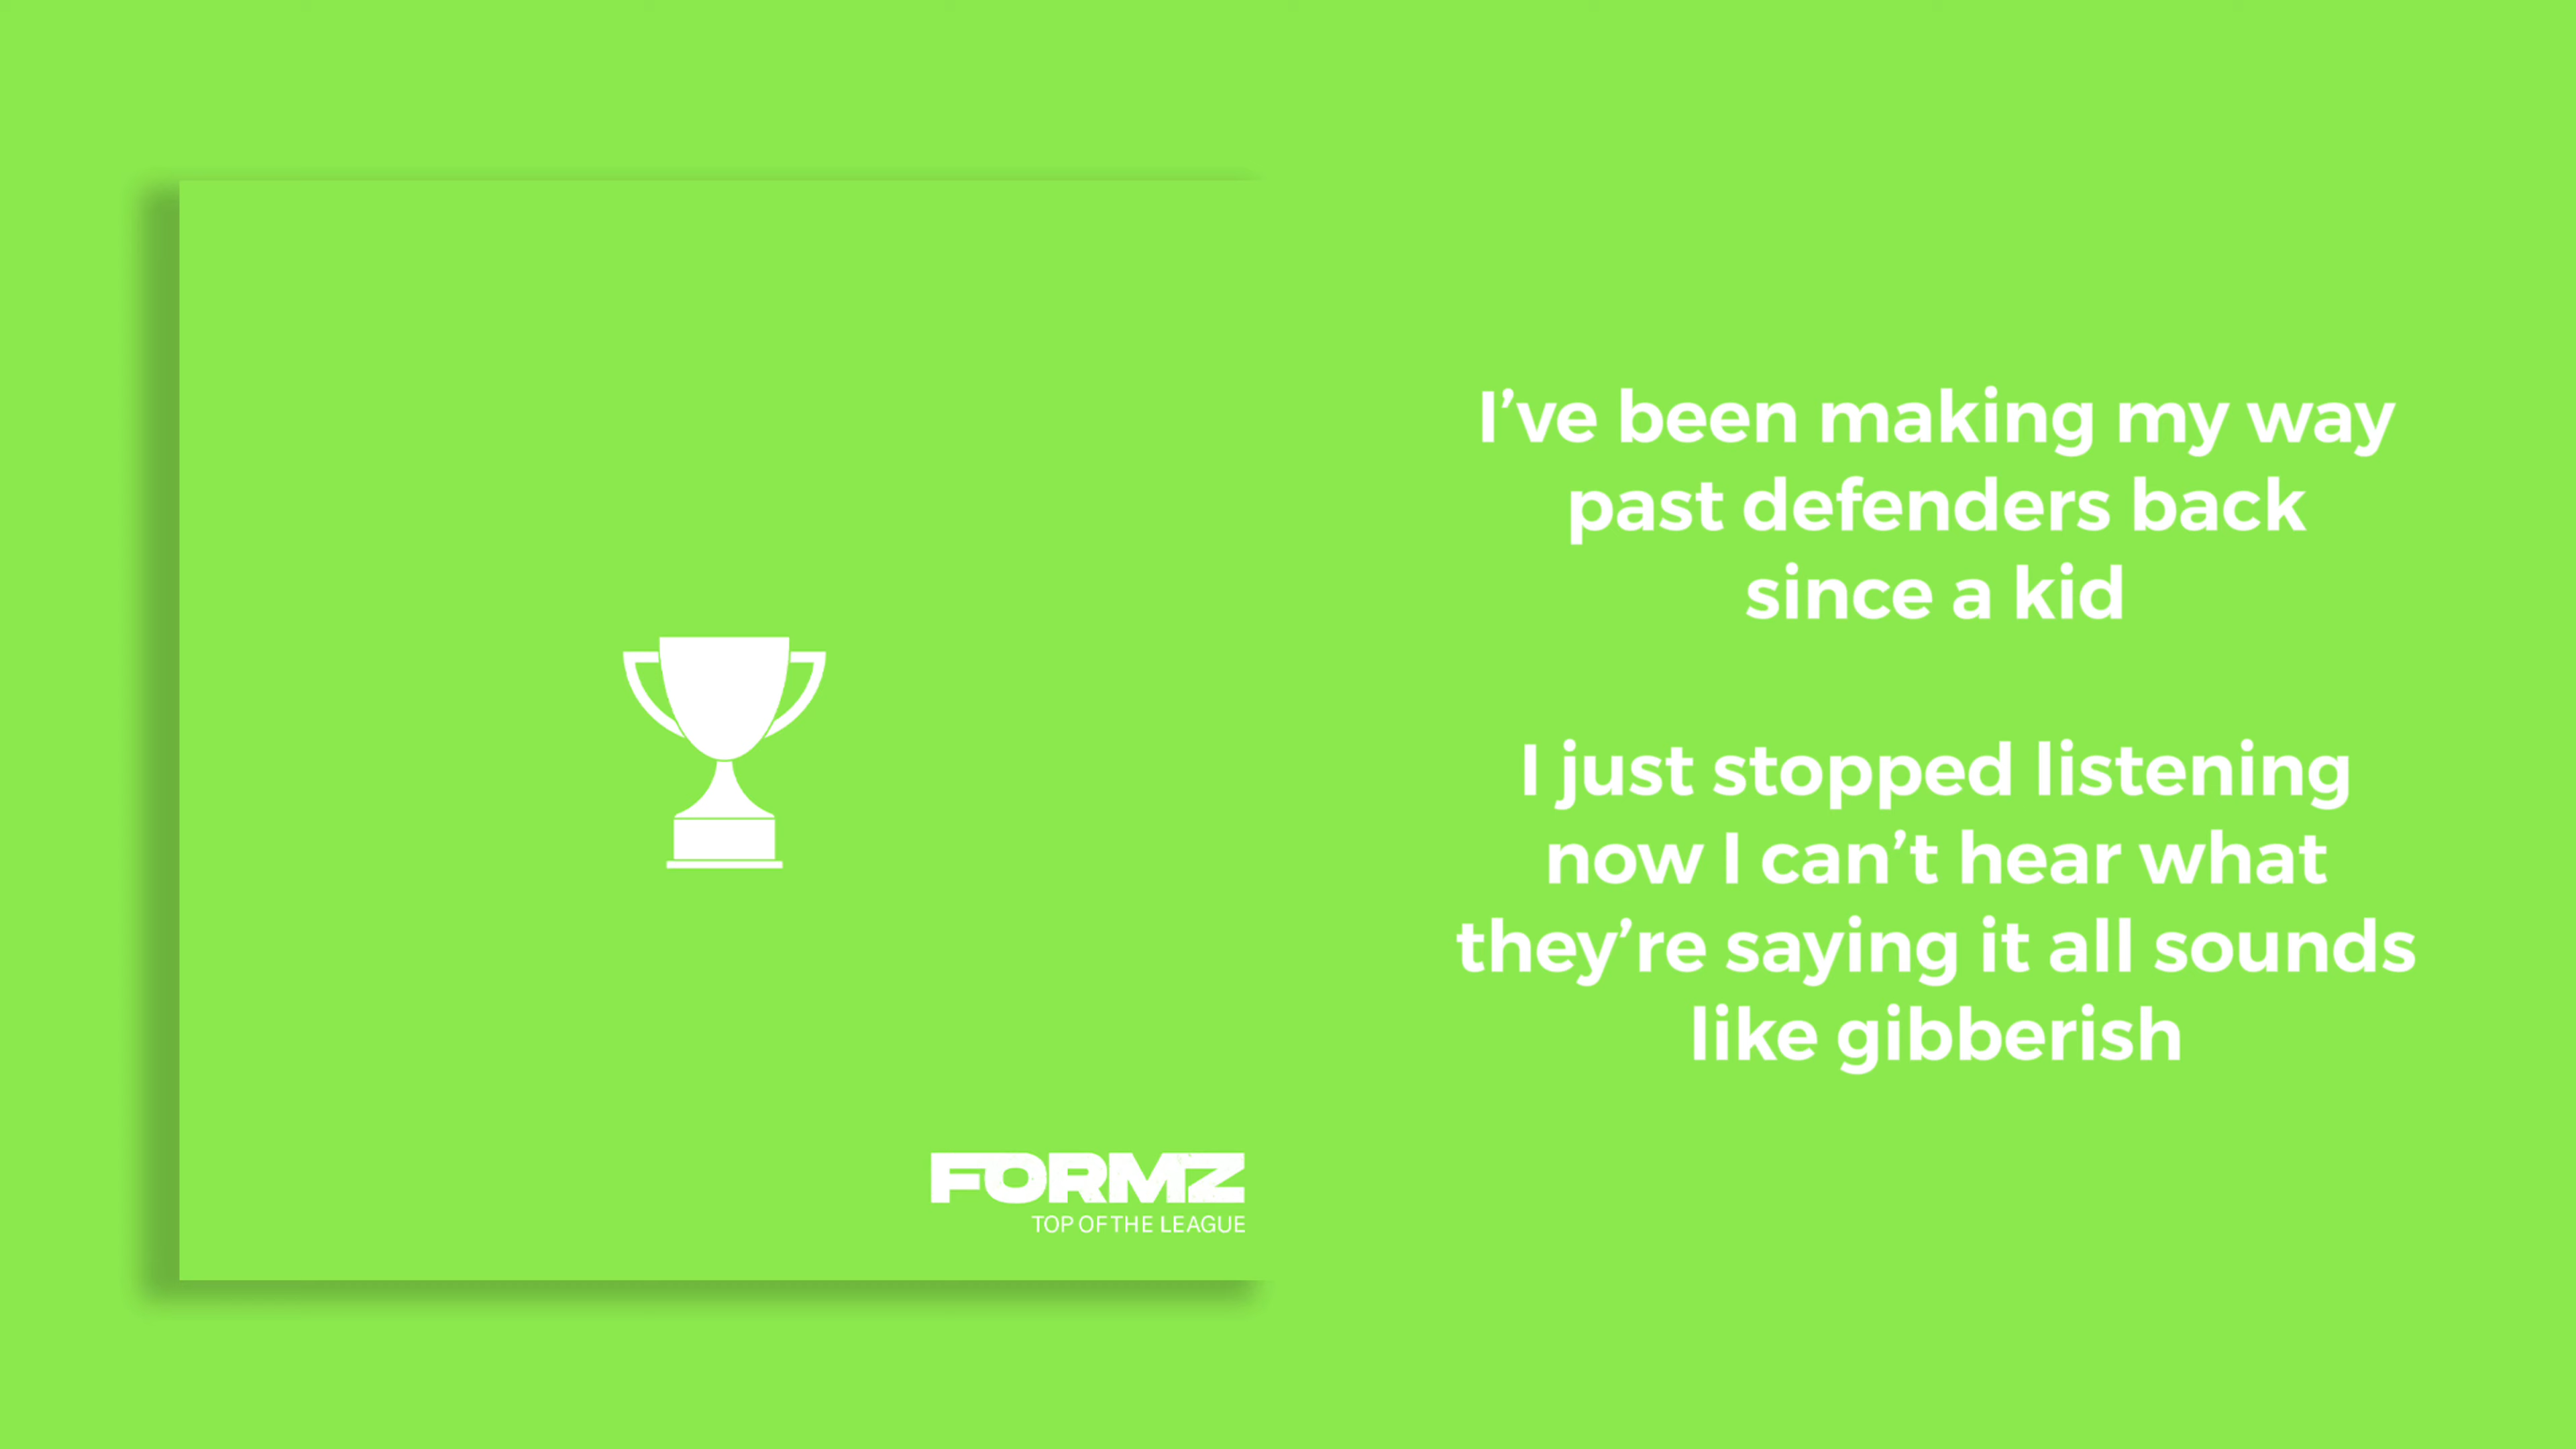 I’ve been making my way
past defenders back
since a kid
I just stopped listening
now I can’t hear what
they’re saying it all sounds
like gibberish
FORMZ
TOP OF THE LEAGUE